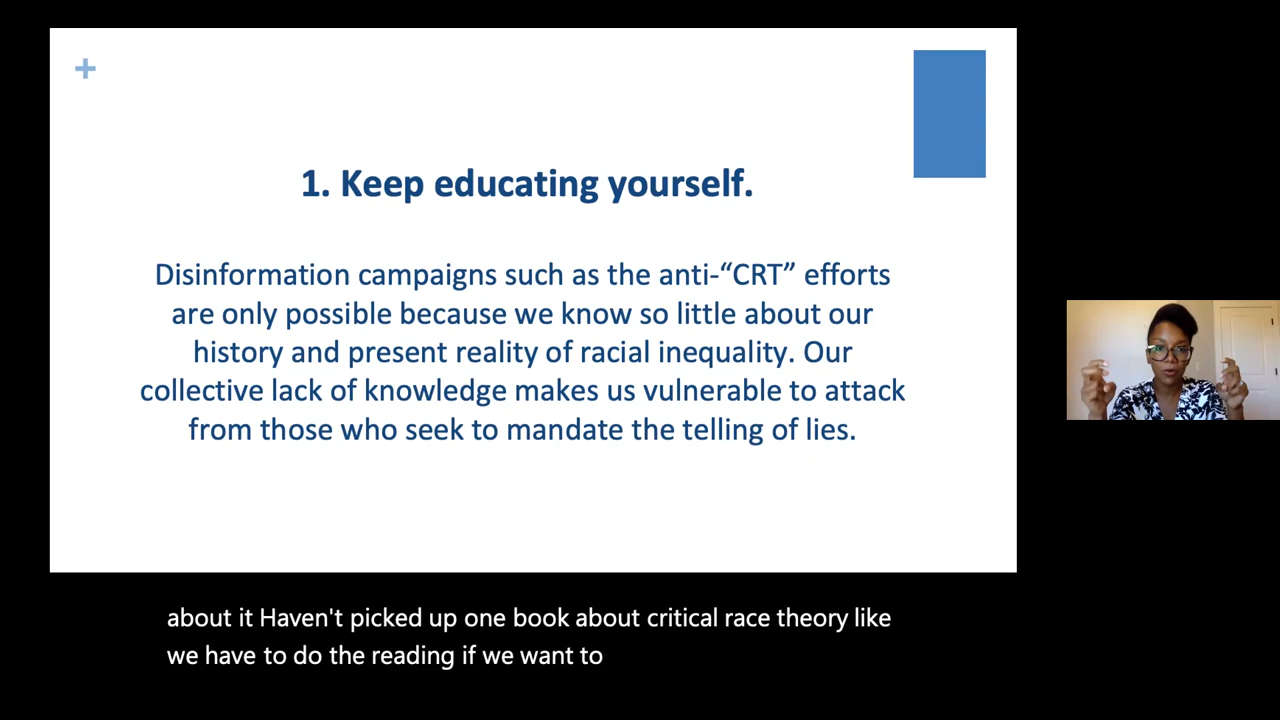 +
1. Keep educating yourself.
Disinformation campaigns such as the anti-“CRT” efforts
are only possible because we know so little about our
history and present reality of racial inequality. Our
collective lack of knowledge makes us vulnerable to attack
from those who seek to mandate the telling of lies.
about it Haven't picked up one book about critical race theory like
we have to do the reading if we want to